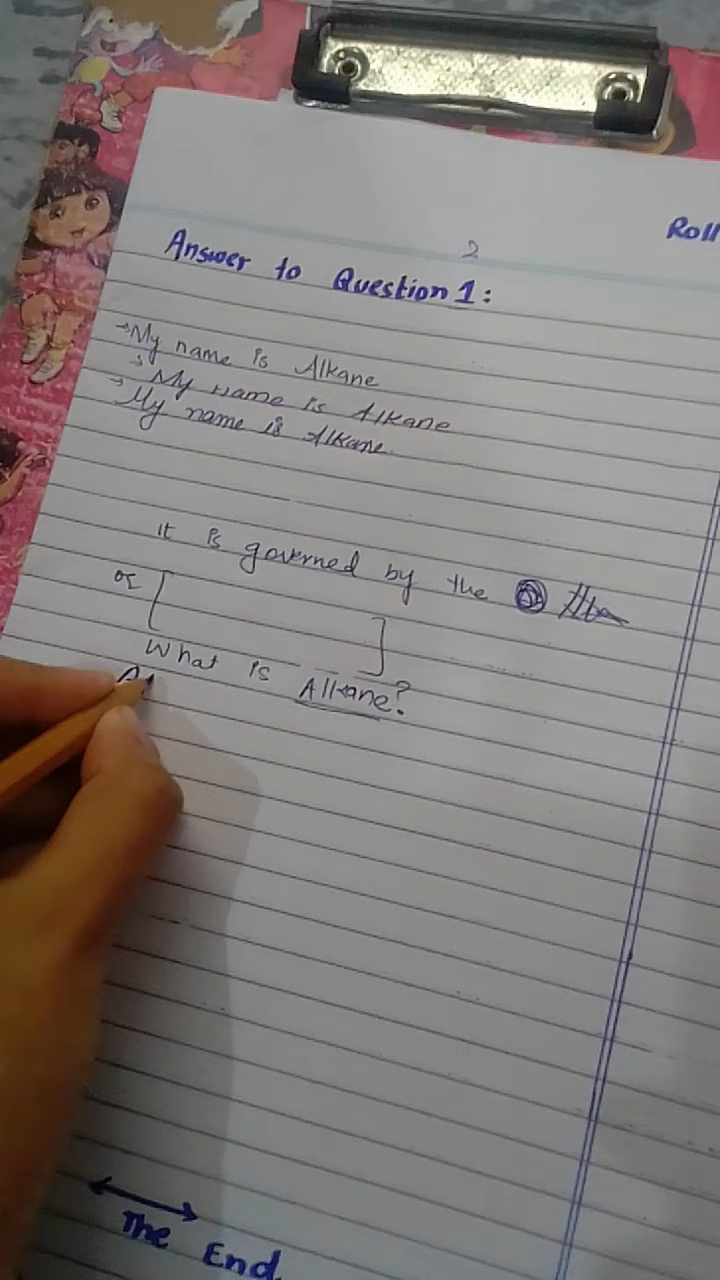 2
Roll
Answer to Question 1:
→My name is Alkane
→ My name is Alkane
→ My name is Alkane.
It is governed by the
or [ ]
What is Alkane?
The End.